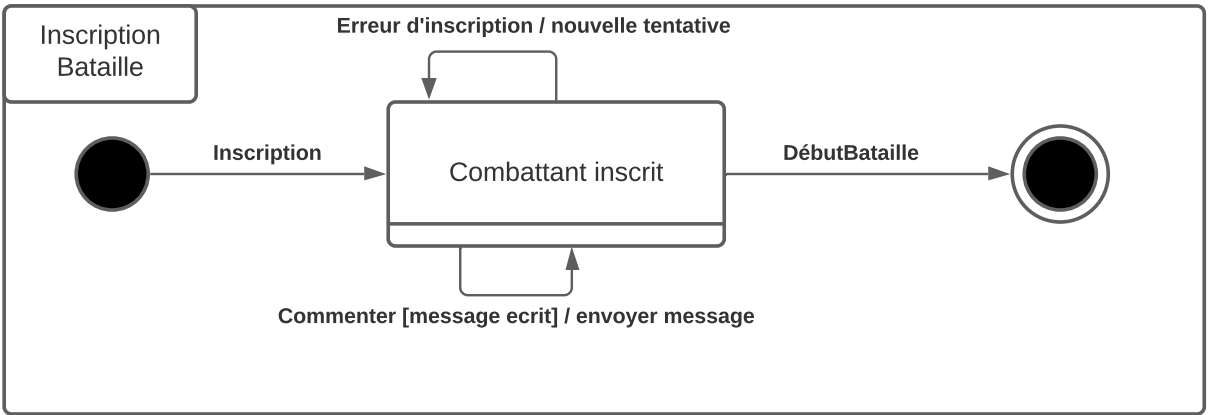 Inscription
Bataille
Erreur d'inscription / nouvelle tentative
Inscription
Combattant inscrit
DébutBataille
Commenter [message ecrit] / envoyer message